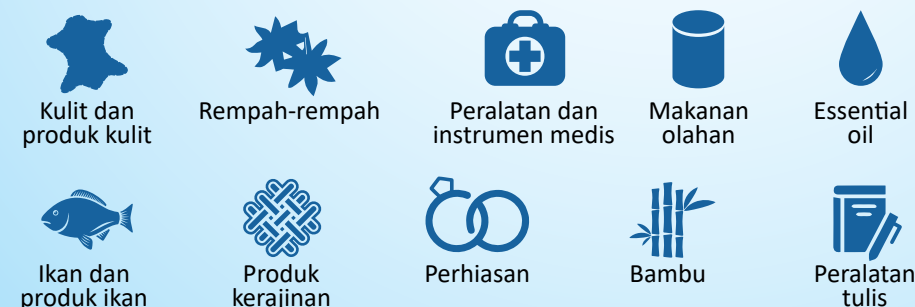 Kulit dan
produk kulit
Rempah-rempah
Peralatan dan
instrumen medis
Makanan
olahan
Essential
oil
Ikan dan
produk ikan
Produk
kerajinan
Perhiasan
Bambu
Peralatan
tulis